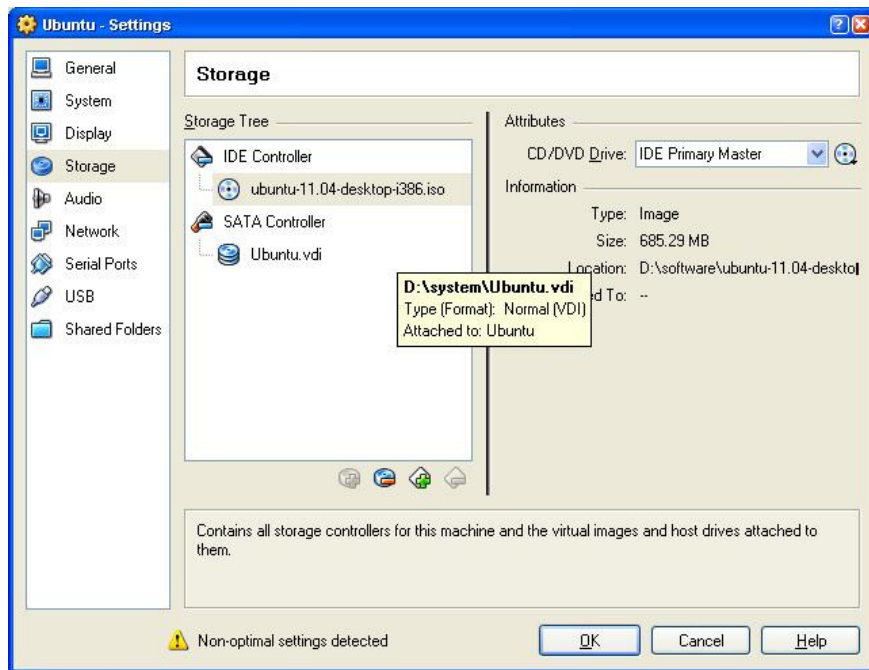 Ubuntu - Settings
General
System
Display
Storage
Audio
Network
Serial Ports
USB
Shared Folders
Storage
Storage Tree
IDE Controller
ubuntu-11.04-desktop-i386.iso
SATA Controller
Ubuntu.vdi
Attributes
CD/DVD Drive: IDE Primary Master
Information
Type: Image
Size: 685.29 MB
Location: D:\software\ubuntu-11.04-deskto
ed To: --
D:\system\Ubuntu.vdi
Type (Format): Normal (VDI)
Attached to: Ubuntu
Contains all storage controllers for this machine and the virtual images and host drives attached to
them.
Non-optimal settings detected
OK
Cancel
Help